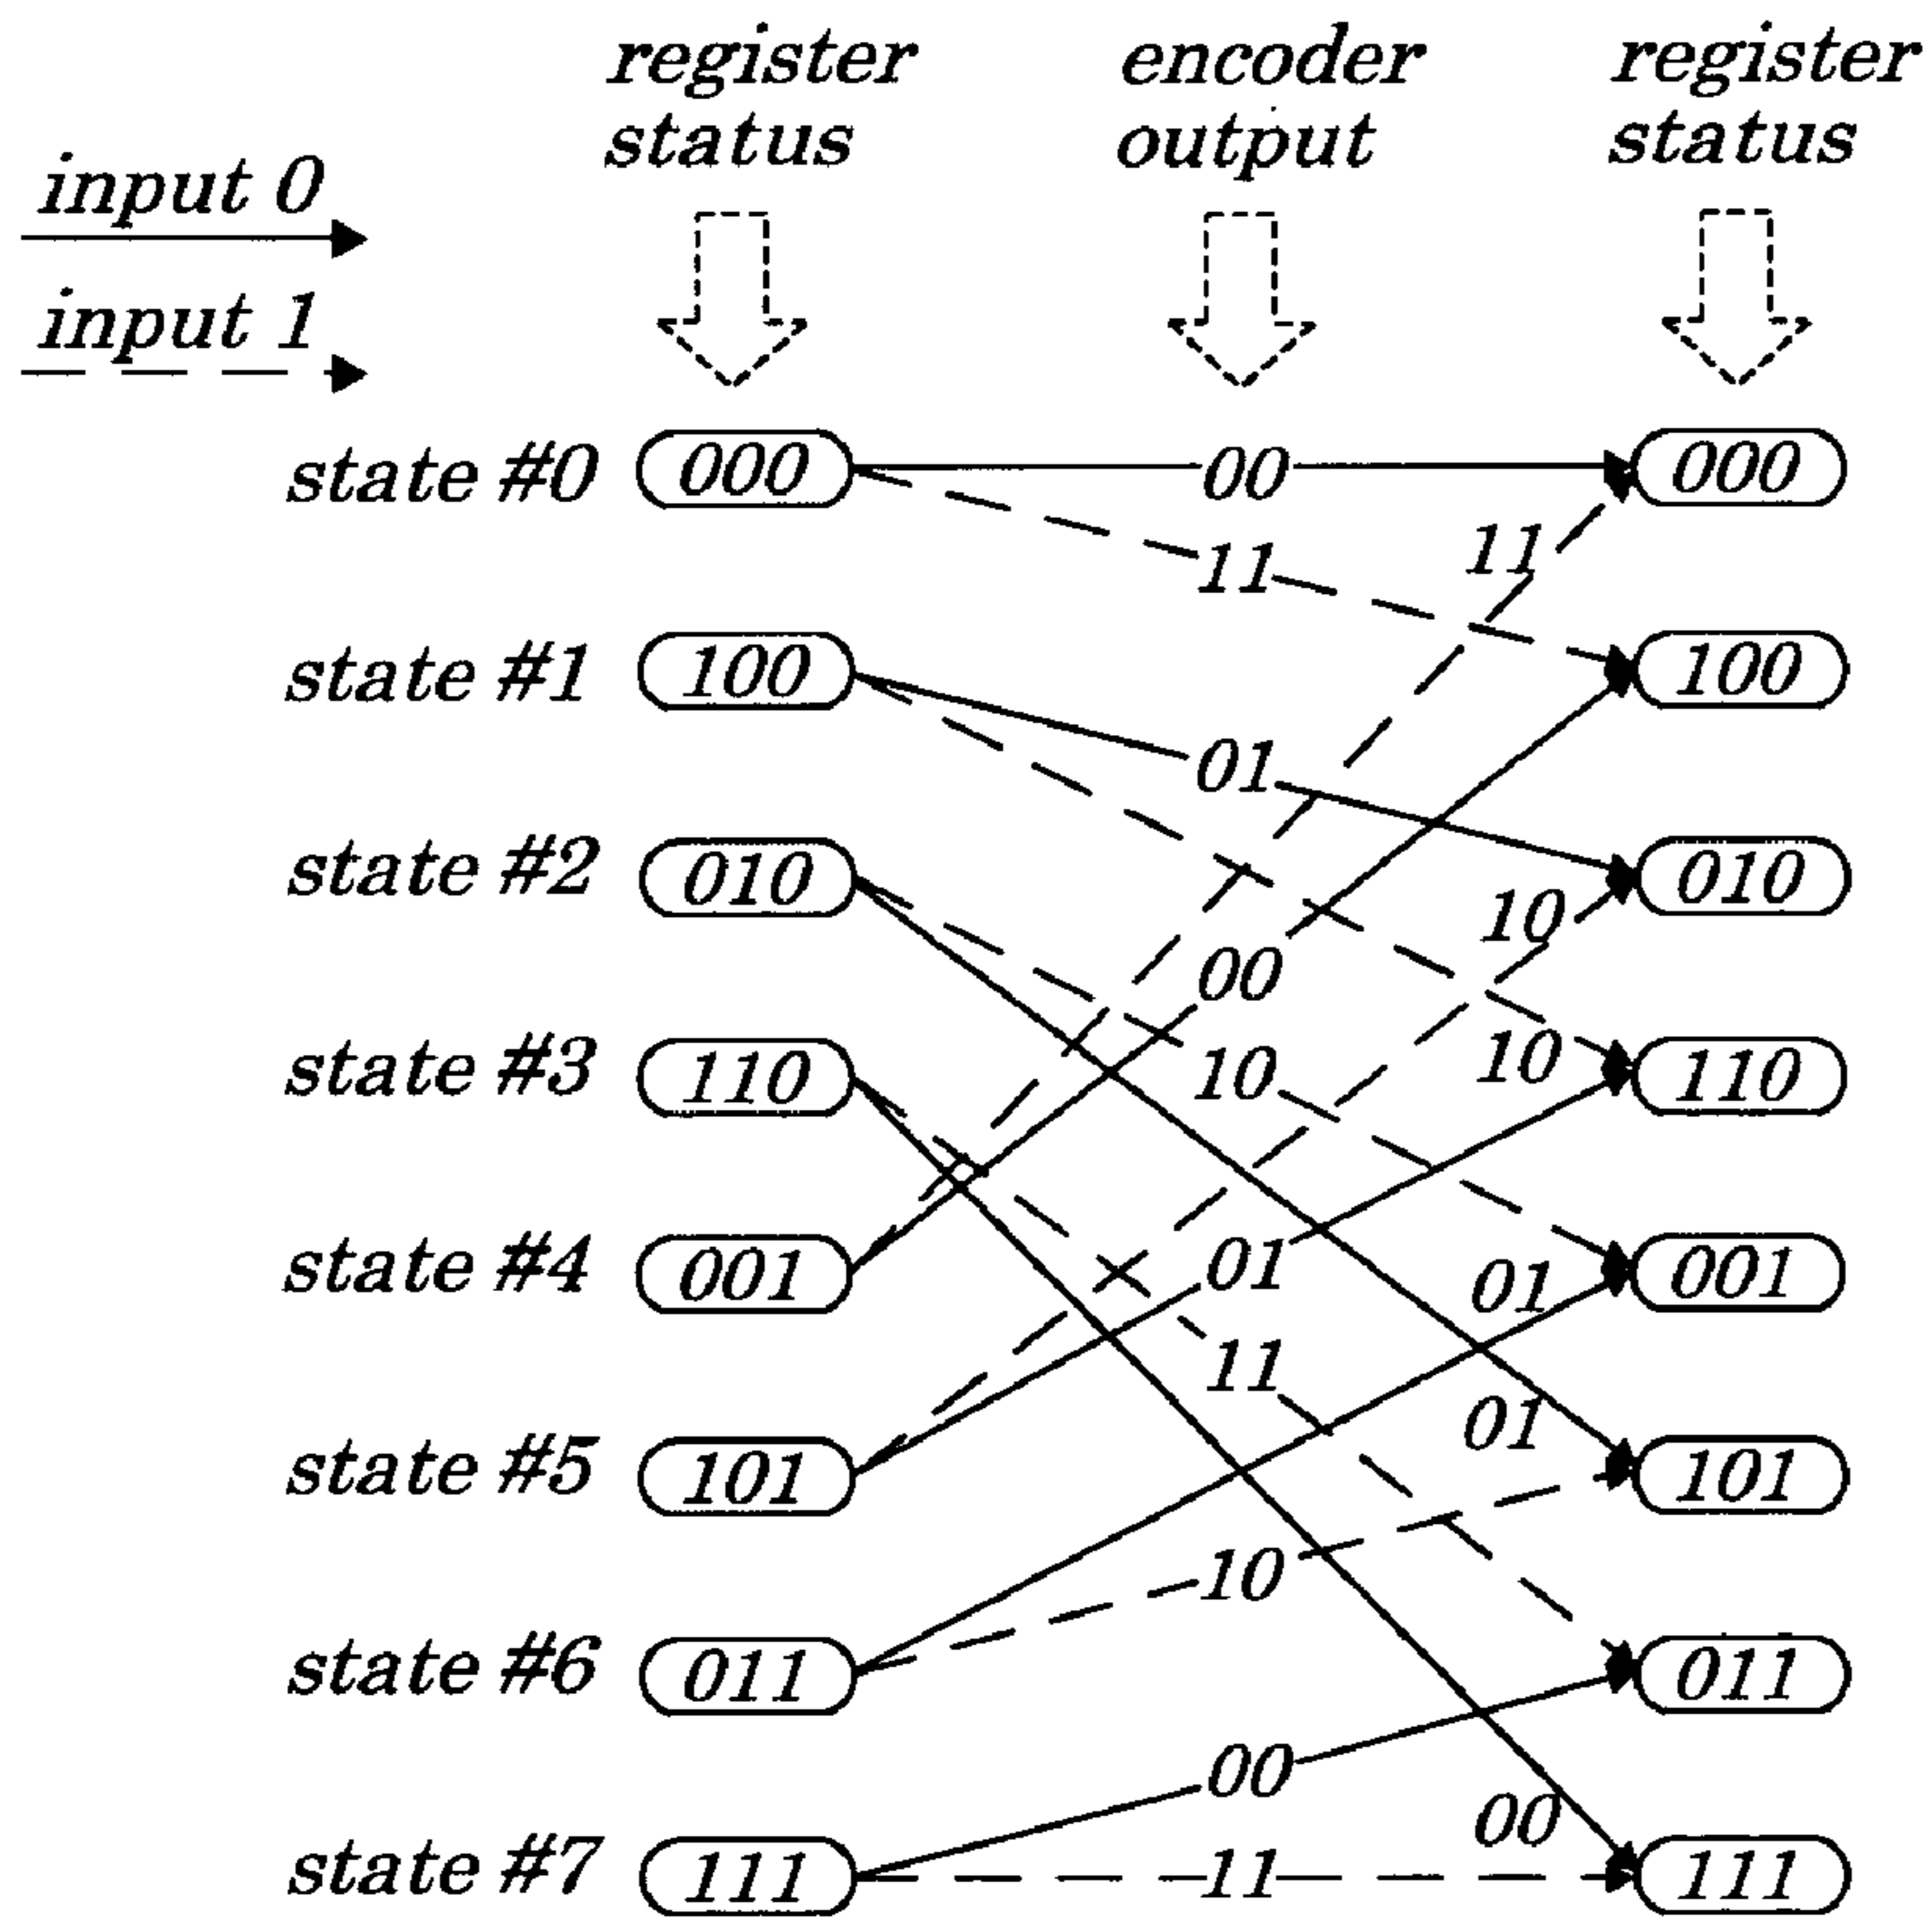 register
status
encoder
output
register
status
input 0
input 1
state #0
000
00
000
11
11
state #1
100
100
01
state #2
010
010
10
00
state #3
110
10
10
110
state #4
001
01
01
001
11
01
state #5
101
101
10
state #6
011
011
00
00
state #7
111
11
111